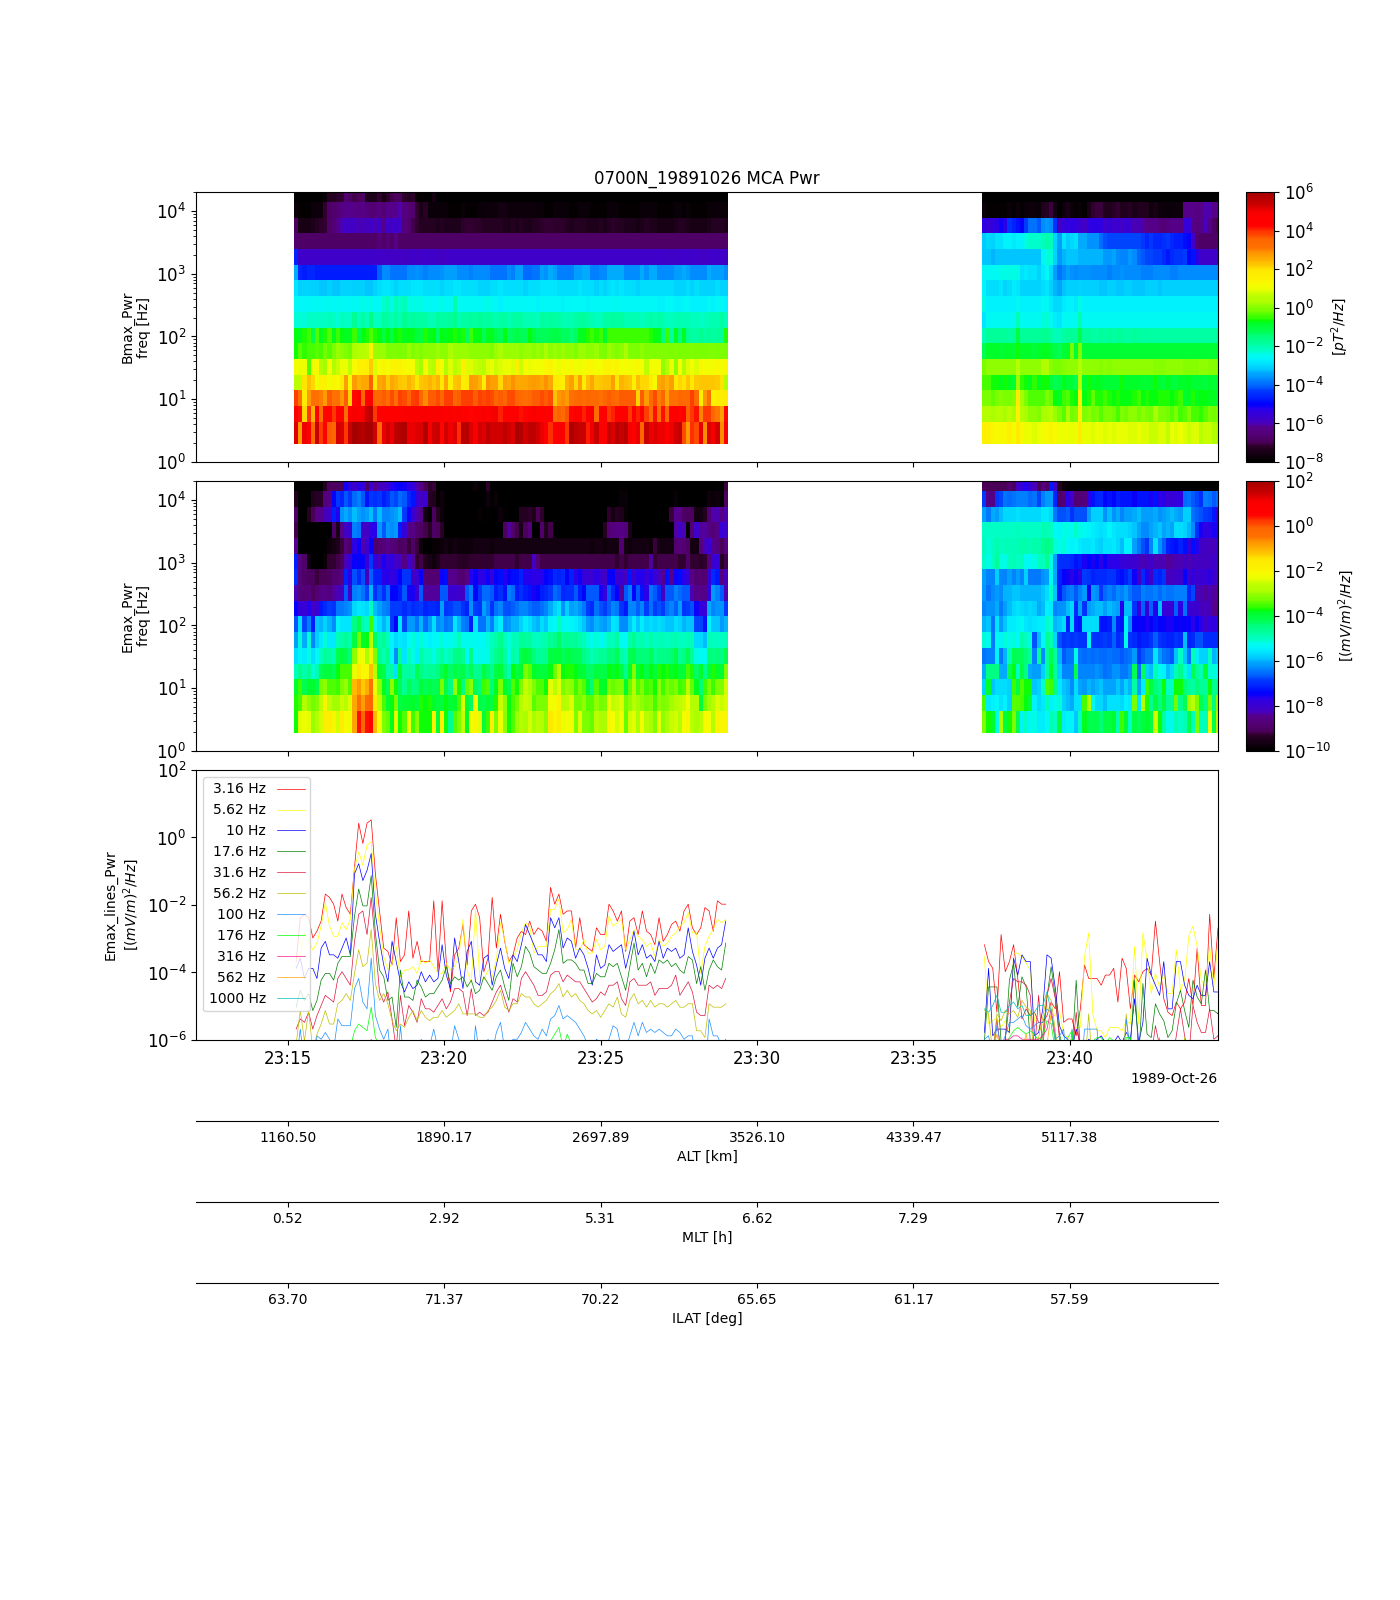 0700N_19891026 MCA Pwr
10^4
10^3
10^2
10^1
10^0
Bmax_Pwr
freq [Hz]
10^6
10^4
10^2
10^0
10^−2
10^−4
10^−6
10^−8
[pT^2/Hz]
10^4
10^3
10^2
10^1
10^0
Emax_Pwr
freq [Hz]
10^2
10^0
10^−2
10^−4
10^−6
10^−8
10^−10
[(mV/m)^2/Hz]
10^2
10^0
10^−2
10^−4
10^−6
Emax_lines_Pwr
[(mV/m)^2/Hz]
3.16 Hz
5.62 Hz
10 Hz
17.6 Hz
31.6 Hz
56.2 Hz
100 Hz
176 Hz
316 Hz
562 Hz
1000 Hz
23:15 23:20 23:25 23:30 23:35 23:40
1989-Oct-26
1160.50 1890.17 2697.89 3526.10 4339.47 5117.38
ALT [km]
0.52 2.92 5.31 6.62 7.29 7.67
MLT [h]
63.70 71.37 70.22 65.65 61.17 57.59
ILAT [deg]